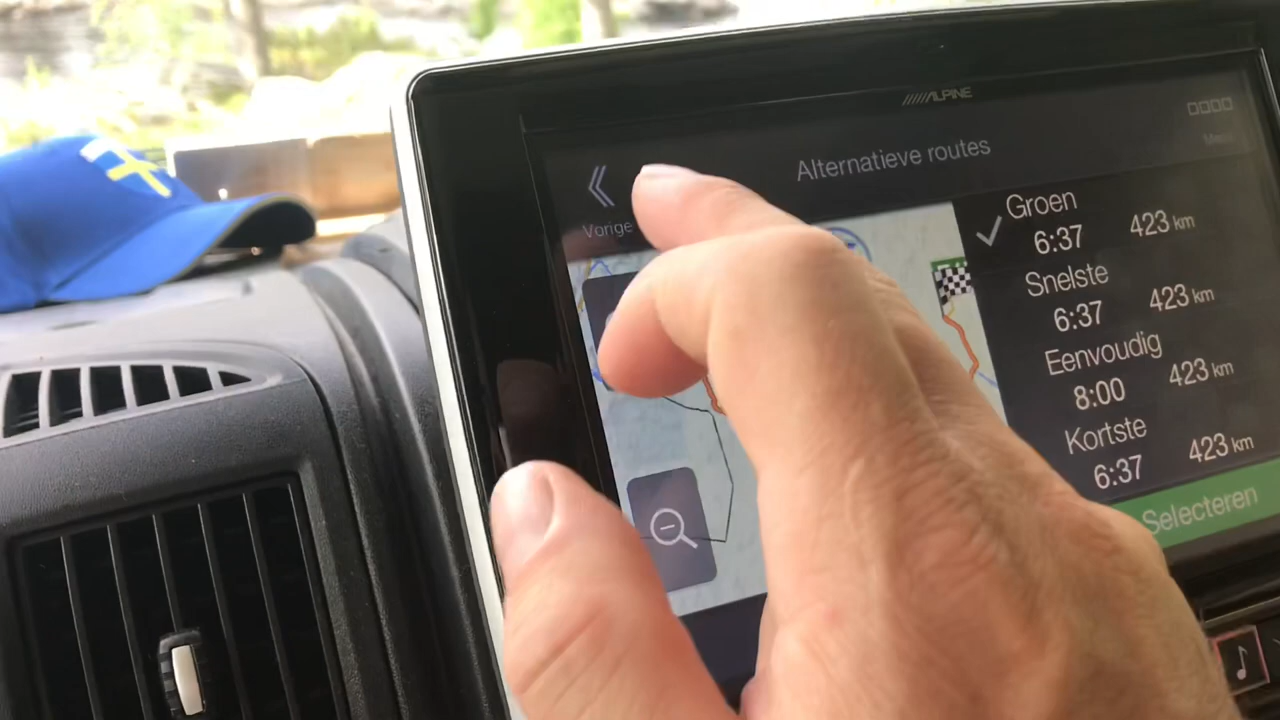 ALPINE
Alternatieve routes
Menu
Vorige
Groen
6:37 423 km
Snelste
6:37 423 km
Eenvoudig
8:00 423 km
Kortste
6:37 423 km
Selecteren